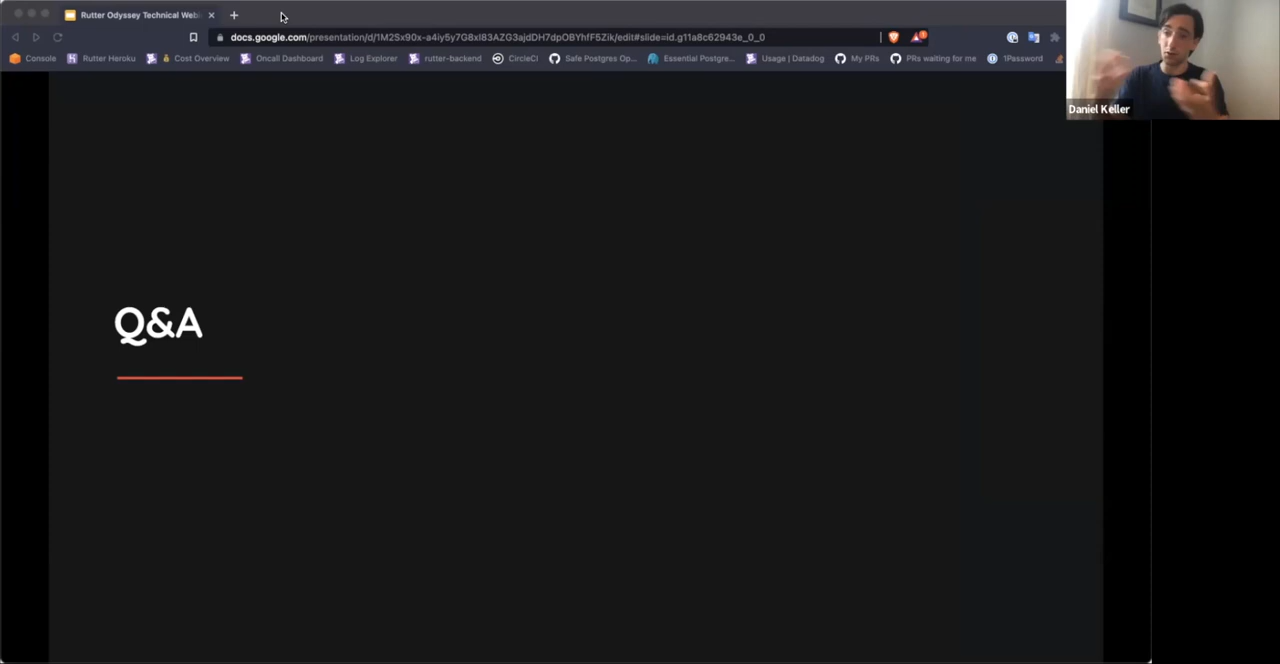 Rutter Odyssey Technical Web
docs.google.com/presentation/d/1M2Sx90x-a4iy5y7G8xI83AZG3ajdDH7dpOBYhfF5Zik/edit#slide=id.g11a8c62943e_0_0
Console Rutter Haroku Cost Overview Oncall Dashboard Log Explorer rutter-backend CircleCI Safe Postgres Op... Essential Postgre... Usage | Datadog My PRs PRs waiting for me 1Password
Daniel Keller
Q&A